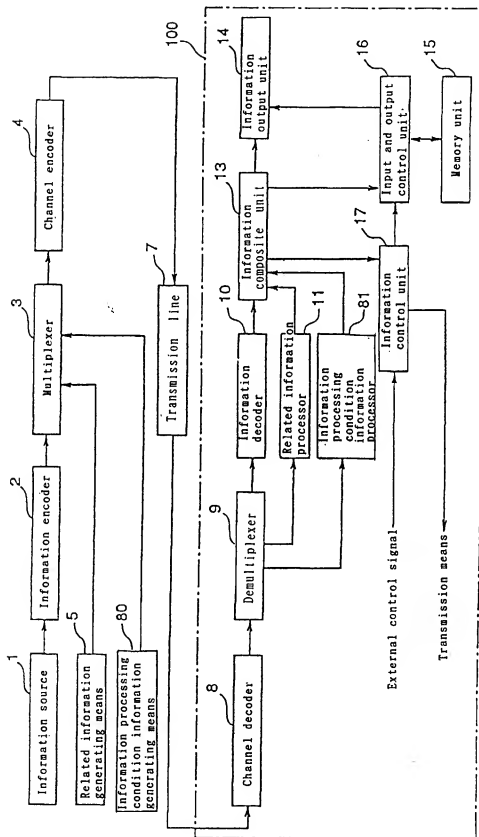 1
Information source
2
Information encoder
3
Multiplexer
4
Channel encoder
5
Related information
generating means
80
Information processing
condition information
generating means
7
Transmission line
100
8
Channel decoder
9
Demultiplexer
10
Information
decoder
Related information
processor
11
Information
processing
condition
information
processor
81
13
Information
composite unit
14
Information
output unit
16
Input and output
control unit
15
Memory unit
17
Information
control unit
External control signal
Transmission means